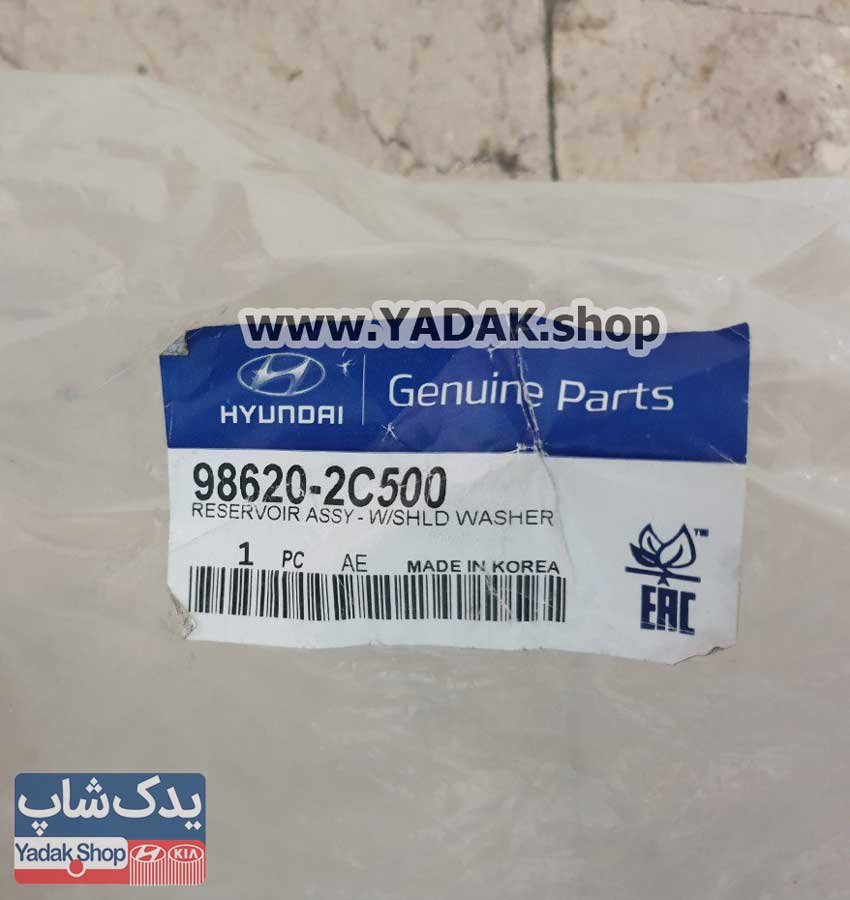 www.YADAK.shop
HYUNDAI
Genuine Parts
98620-2C500
RESERVOIR ASSY - W/SHLD WASHER
1 PC AE MADE IN KOREA
TM
EAC
یدک شاپ
Yadak Shop
KIA